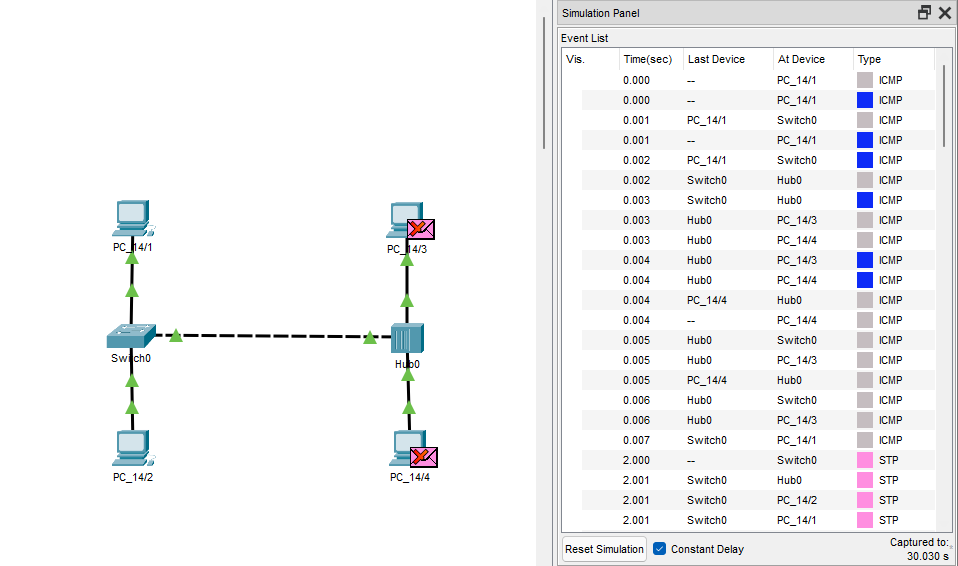 Simulation Panel
Event List
Vis. Time(sec) Last Device At Device Type
0.000 -- PC_14/1 ICMP
0.000 -- PC_14/1 ICMP
0.001 PC_14/1 Switch0 ICMP
0.001 -- PC_14/1 ICMP
0.002 PC_14/1 Switch0 ICMP
0.002 Switch0 Hub0 ICMP
0.003 Switch0 Hub0 ICMP
0.003 Hub0 PC_14/3 ICMP
0.003 Hub0 PC_14/4 ICMP
0.004 Hub0 PC_14/3 ICMP
0.004 Hub0 PC_14/4 ICMP
0.004 PC_14/4 Hub0 ICMP
0.004 -- PC_14/4 ICMP
0.005 Hub0 Switch0 ICMP
0.005 Hub0 PC_14/3 ICMP
0.005 PC_14/4 Hub0 ICMP
0.006 Hub0 Switch0 ICMP
0.006 Hub0 PC_14/3 ICMP
0.007 Switch0 PC_14/1 ICMP
2.000 -- Switch0 STP
2.001 Switch0 Hub0 STP
2.001 Switch0 PC_14/2 STP
2.001 Switch0 PC_14/1 STP
Reset Simulation Constant Delay
Captured to:
30.030 s
PC_14/1
PC_14/3
Switch0
Hub0
PC_14/2
PC_14/4